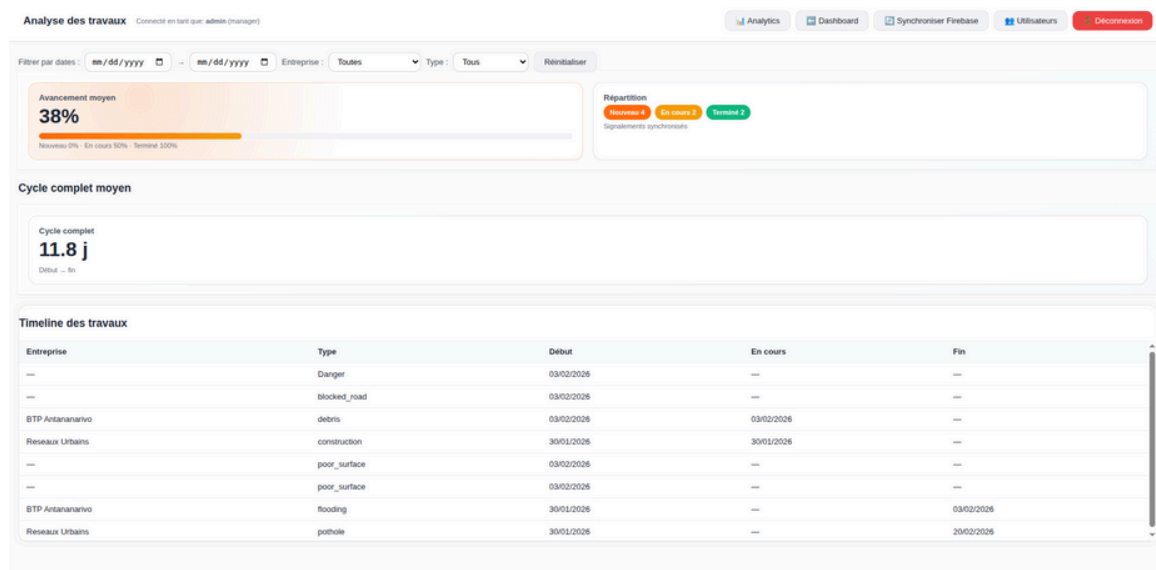 Analyse des travaux Connecté en tant que: admin (manager) 📊 Analytics ⬅️ Dashboard 🔄 Synchroniser Firebase 👥 Utilisateurs 🚪 Déconnexion
Filtrer par dates : mm/dd/yyyy → mm/dd/yyyy Entreprise : Toutes Type : Tous Réinitialiser
Avancement moyen
38%
Nouveau 0% · En cours 50% · Terminé 100%
Répartition
Nouveau 4 En cours 2 Terminé 2
Signalements synchronisés
Cycle complet moyen
Cycle complet
11.8 j
Début → fin
Timeline des travaux
Entreprise Type Début En cours Fin
— Danger 03/02/2026 — —
— blocked_road 03/02/2026 — —
BTP Antananarivo debris 03/02/2026 03/02/2026 —
Reseaux Urbains construction 30/01/2026 30/01/2026 —
— poor_surface 03/02/2026 — —
— poor_surface 03/02/2026 — —
BTP Antananarivo flooding 30/01/2026 — 03/02/2026
Reseaux Urbains pothole 30/01/2026 — 20/02/2026